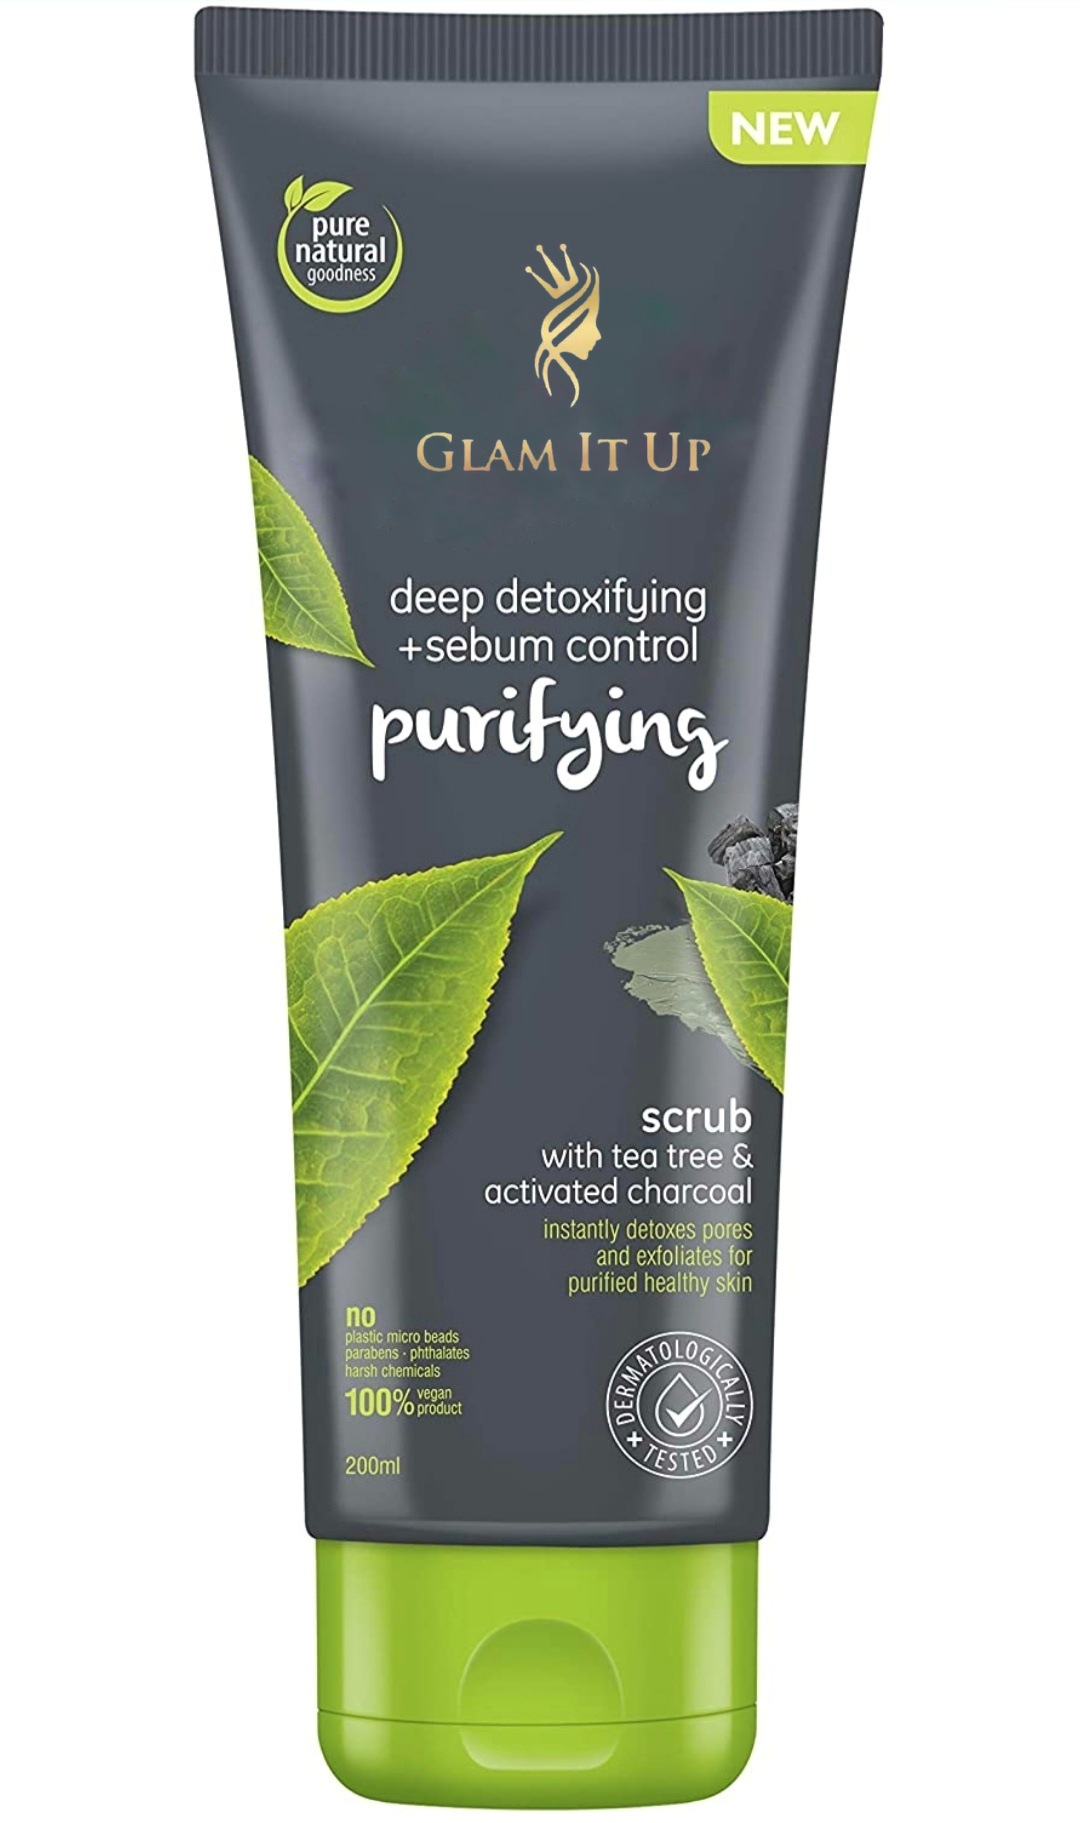 NEW
pure
natural
goodness
GLAM IT UP
deep detoxifying
+sebum control
purifying
scrub
with tea tree &
activated charcoal
instantly detoxes pores
and exfoliates for
purified healthy skin
no
plastic micro beads
parabens · phthalates
harsh chemicals
100% vegan
product
200ml
DERMATOLOGICALLY
+ TESTED +